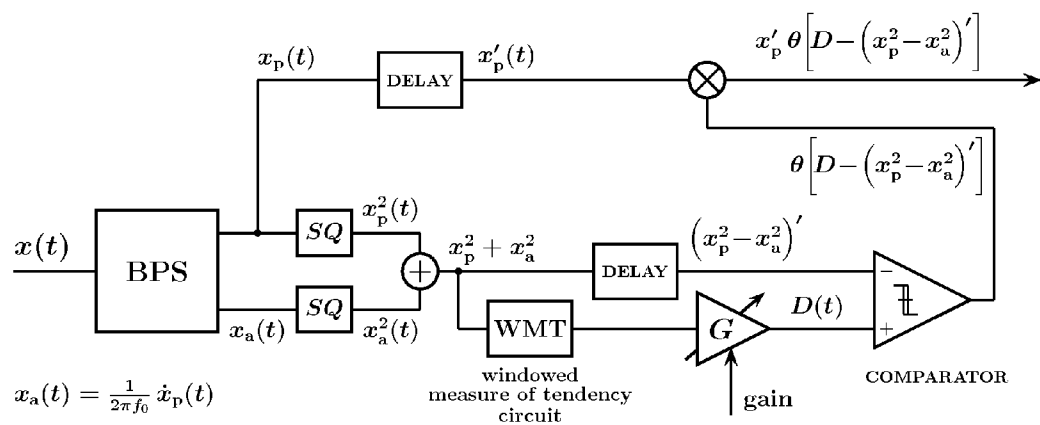 x′ₚ θ[D−(x²ₚ−x²ₐ)′]
xₚ(t)
DELAY
x′ₚ(t)
θ[D−(x²ₚ−x²ₐ)′]
x(t)
BPS
SQ
x²ₚ(t)
x²ₚ + x²ₐ
DELAY
(x²ₚ−x²ₐ)′
−
+
xₐ(t)
SQ
x²ₐ(t)
WMT
G
D(t)
+
COMPARATOR
windowed
measure of tendency
circuit
gain
xₐ(t) = 1/(2πf₀) ẋₚ(t)